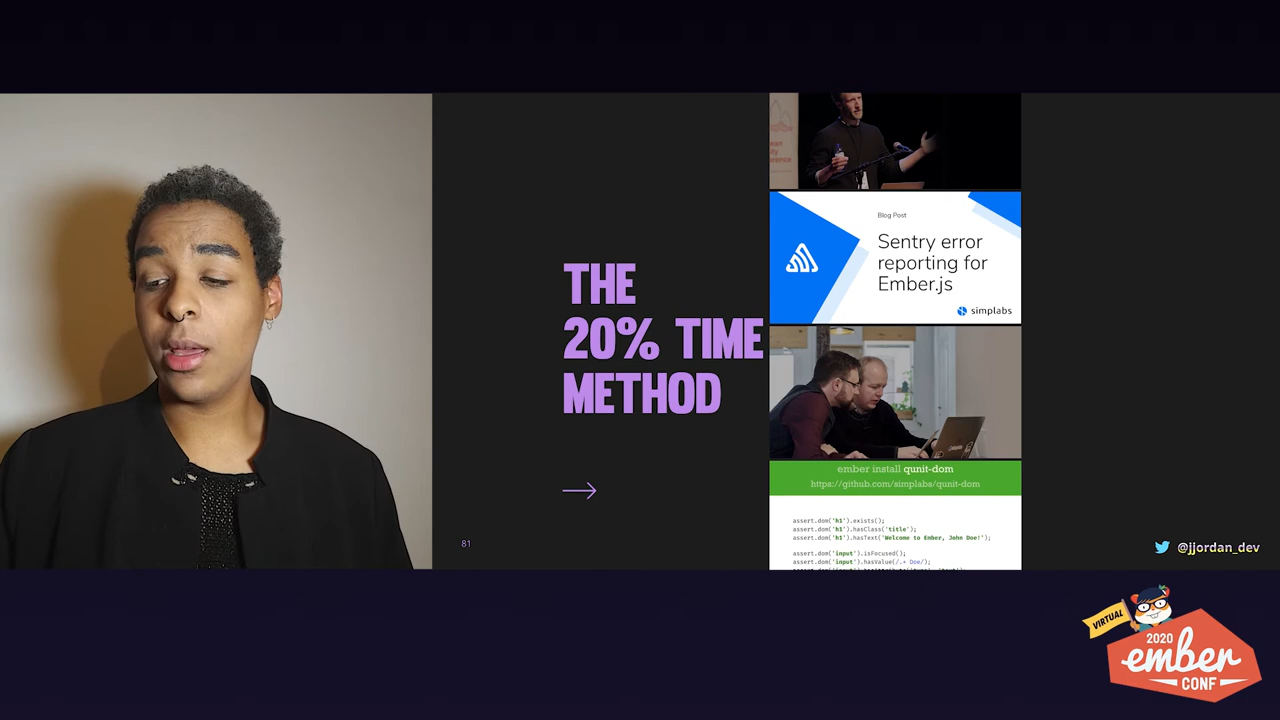 THE
20% TIME
METHOD
81
Blog Post
Sentry error
reporting for
Ember.js
simplabs
ember install qunit-dom
https://github.com/simplabs/qunit-dom
assert.dom('h1').exists();
assert.dom('h1').hasClass('title');
assert.dom('h1').hasText('Welcome to Ember, John Doe!');
assert.dom('input').isFocused();
assert.dom('input').hasValue(/.+ Doe/);
@jjordan_dev
VIRTUAL
2020
ember
CONF